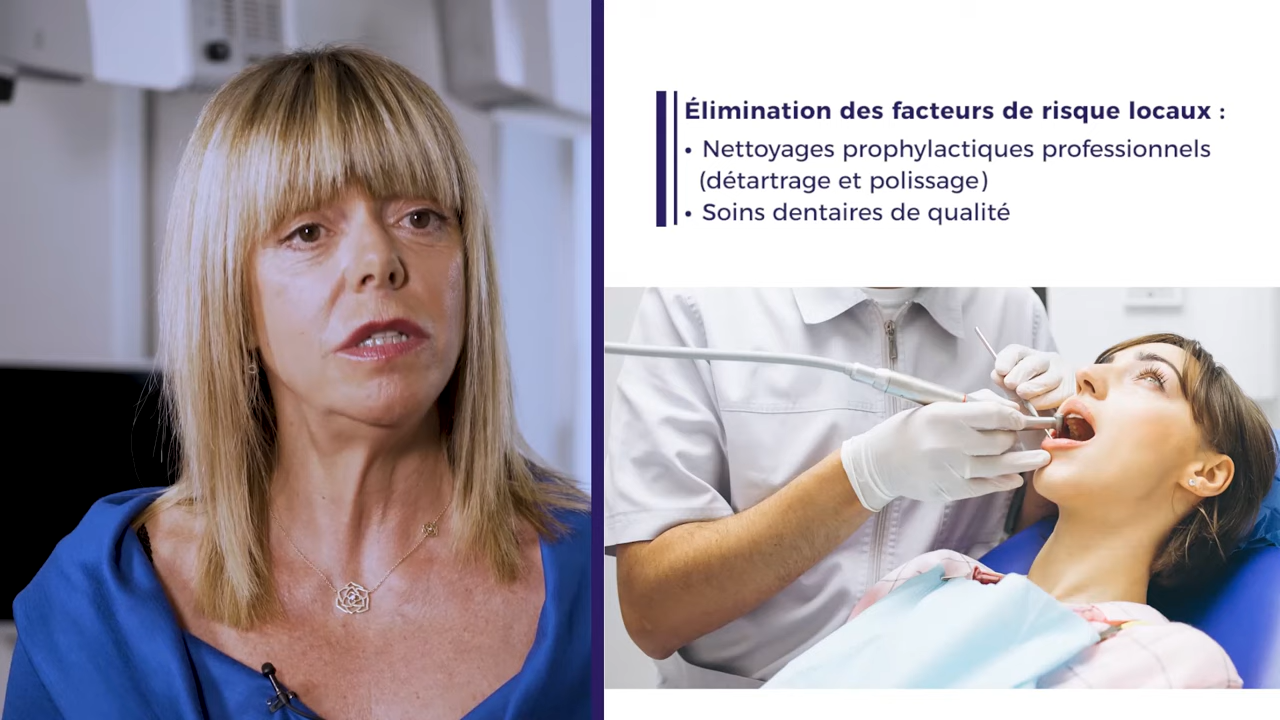 Élimination des facteurs de risque locaux :
• Nettoyages prophylactiques professionnels
(détartrage et polissage)
• Soins dentaires de qualité